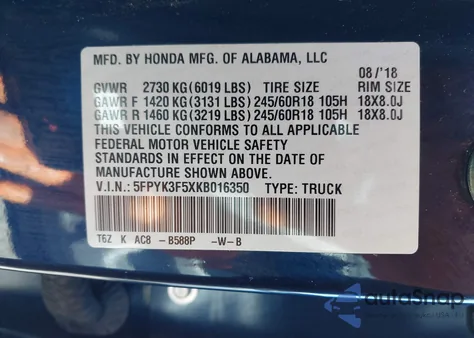 MFD. BY HONDA MFG. OF ALABAMA, LLC
08/'18
GVWR 2730 KG(6019 LBS) TIRE SIZE RIM SIZE
GAWR F 1420 KG(3131 LBS) 245/60R18 105H 18X8.0J
GAWR R 1460 KG(3219 LBS) 245/60R18 105H 18X8.0J
THIS VEHICLE CONFORMS TO ALL APPLICABLE
FEDERAL MOTOR VEHICLE SAFETY
STANDARDS IN EFFECT ON THE DATE OF
MANUFACTURE SHOWN ABOVE.
V.I.N: 5FPYK3F5XKB016350 TYPE: TRUCK
T6Z K AC8 - B588P -W-B
autoSnap